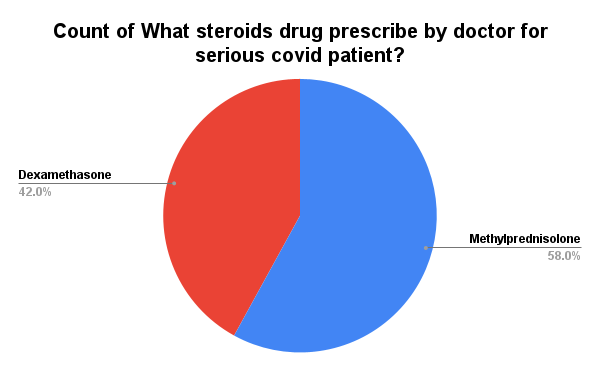 Count of What steroids drug prescribe by doctor for
serious covid patient?
Dexamethasone
42.0%
Methylprednisolone
58.0%